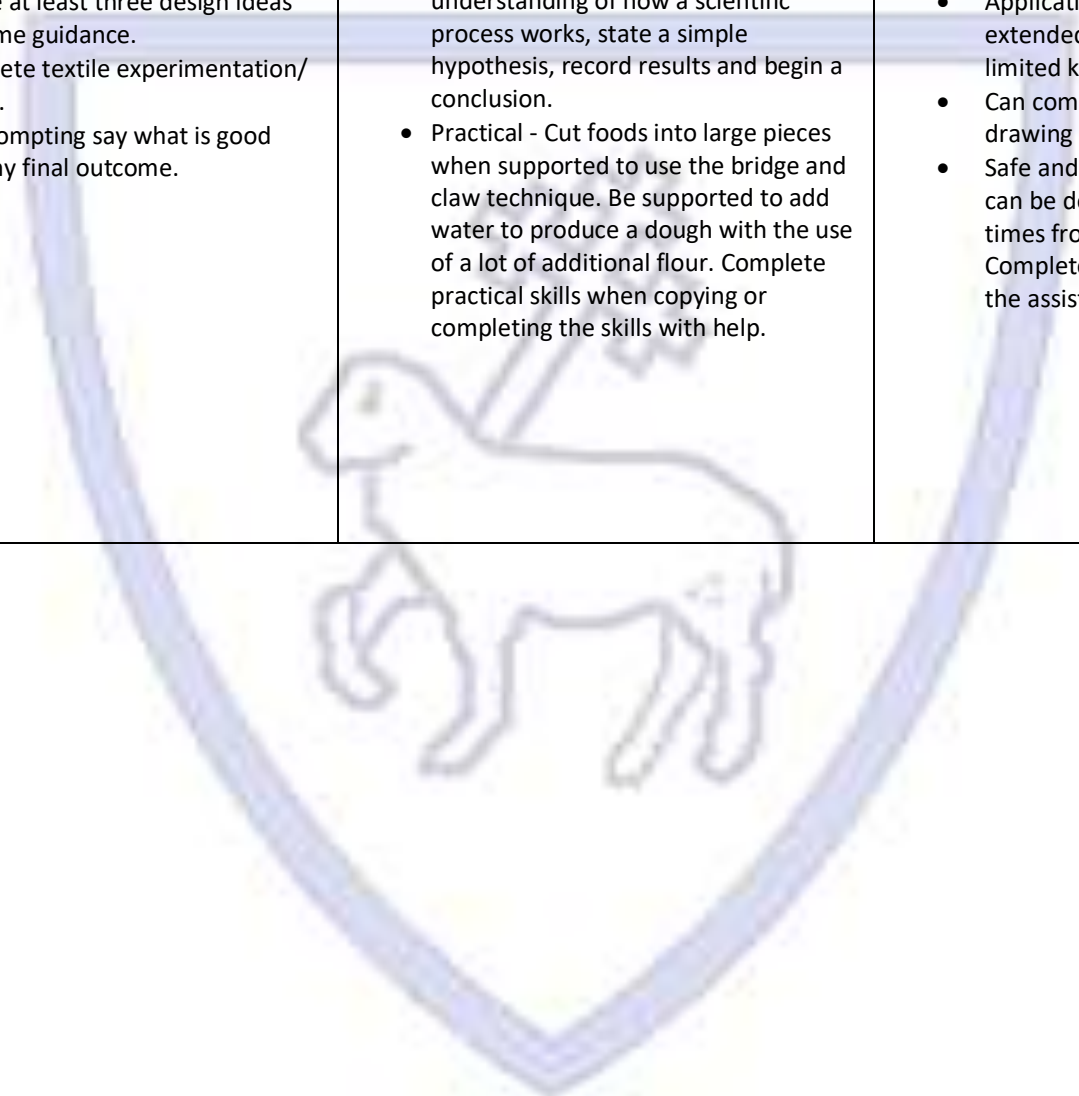 e at least three design ideas
me guidance.
ete textile experimentation/
.
ompting say what is good
ny final outcome.
understanding of how a scientific
process works, state a simple
hypothesis, record results and begin a
conclusion.
• Practical - Cut foods into large pieces
when supported to use the bridge and
claw technique. Be supported to add
water to produce a dough with the use
of a lot of additional flour. Complete
practical skills when copying or
completing the skills with help.
• Applicati
extended
limited k
• Can com
drawing
• Safe and
can be de
times fro
Complete
the assis